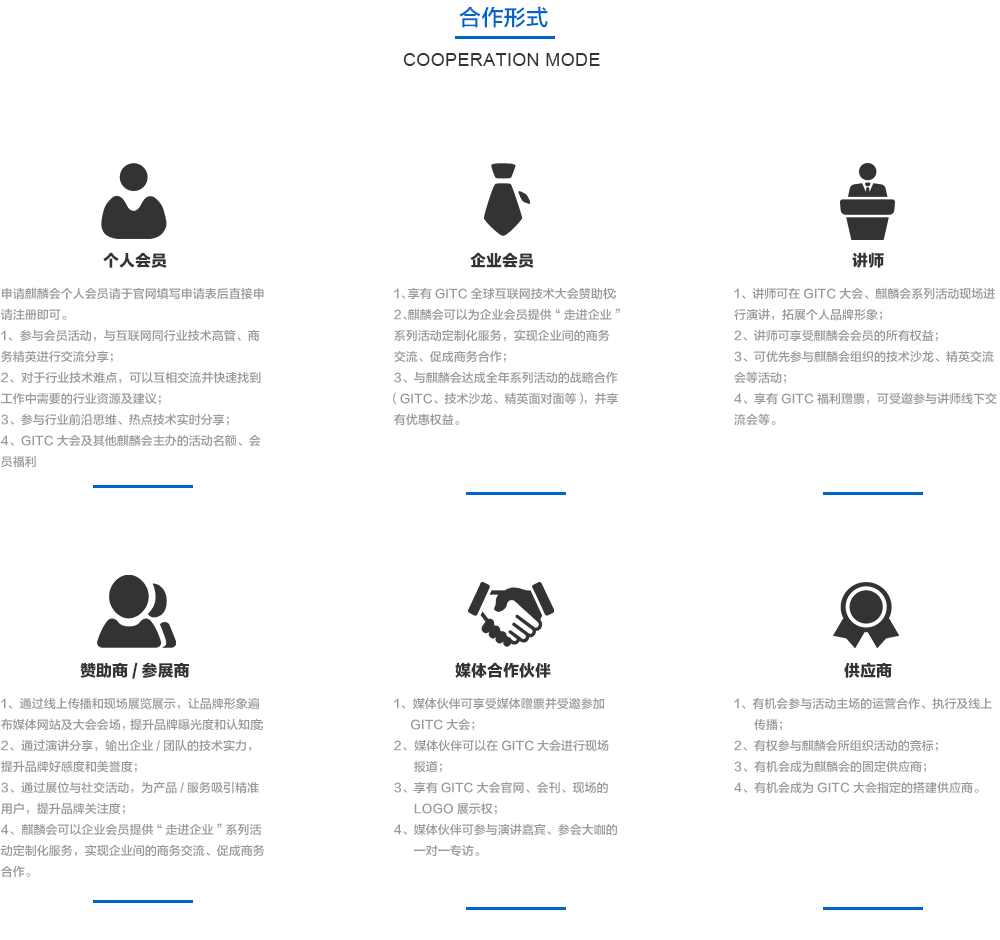 合作形式
COOPERATION MODE
个人会员
申请麒麟会个人会员请于官网填写申请表后直接申
请注册即可。
1、参与会员活动，与互联网同行业技术高管、商
务精英进行交流分享；
2、对于行业技术难点，可以互相交流并快速找到
工作中需要的行业资源及建议；
3、参与行业前沿思维、热点技术实时分享；
4、GITC 大会及其他麒麟会主办的活动名额、会
员福利
企业会员
1、享有 GITC 全球互联网技术大会赞助权;
2、麒麟会可以为企业会员提供 “ 走进企业 ”
系列活动定制化服务，实现企业间的商务
交流、促成商务合作；
3、与麒麟会达成全年系列活动的战略合作
（ GITC、技术沙龙、精英面对面等 ），并享
有优惠权益。
讲师
1、讲师可在 GITC 大会、麒麟会系列活动现场进
行演讲，拓展个人品牌形象；
2、讲师可享受麒麟会会员的所有权益；
3、可优先参与麒麟会组织的技术沙龙、精英交流
会等活动；
4、享有 GITC 福利赠票，可受邀参与讲师线下交
流会等。
赞助商 / 参展商
1、通过线上传播和现场展览展示，让品牌形象遍
布媒体网站及大会会场，提升品牌曝光度和认知度;
2、通过演讲分享，输出企业 / 团队的技术实力，
提升品牌好感度和美誉度；
3、通过展位与社交活动，为产品 / 服务吸引精准
用户，提升品牌关注度；
4、麒麟会可以企业会员提供 “ 走进企业 ” 系列活
动定制化服务，实现企业间的商务交流、促成商务
合作。
媒体合作伙伴
1、媒体伙伴可享受媒体赠票并受邀参加
GITC 大会；
2、媒体伙伴可以在 GITC 大会进行现场
报道；
3、享有 GITC 大会官网、会刊、现场的
LOGO 展示权；
4、媒体伙伴可参与演讲嘉宾、参会大咖的
一对一专访。
供应商
1、有机会参与活动主场的运营合作、执行及线上
传播；
2、有权参与麒麟会所组织活动的竞标；
3、有机会成为麒麟会的固定供应商；
4、有机会成为 GITC 大会指定的搭建供应商。